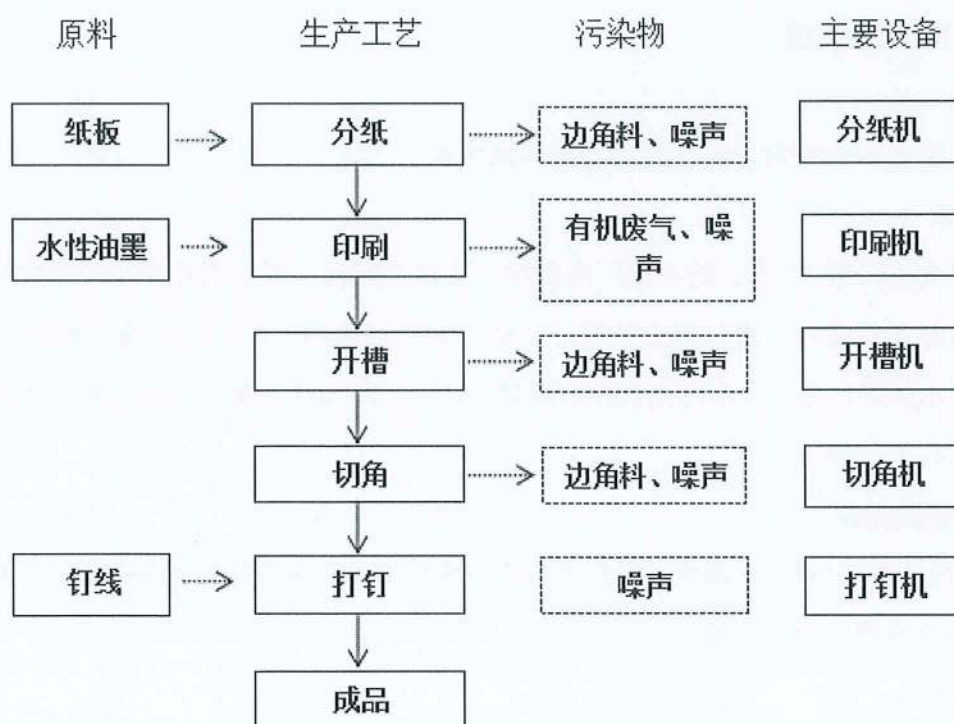 原料 生产工艺 污染物 主要设备
纸板 分纸 边角料、噪声 分纸机
水性油墨 印刷 有机废气、噪
声 印刷机
开槽 边角料、噪声 开槽机
切角 边角料、噪声 切角机
钉线 打钉 噪声 打钉机
成品